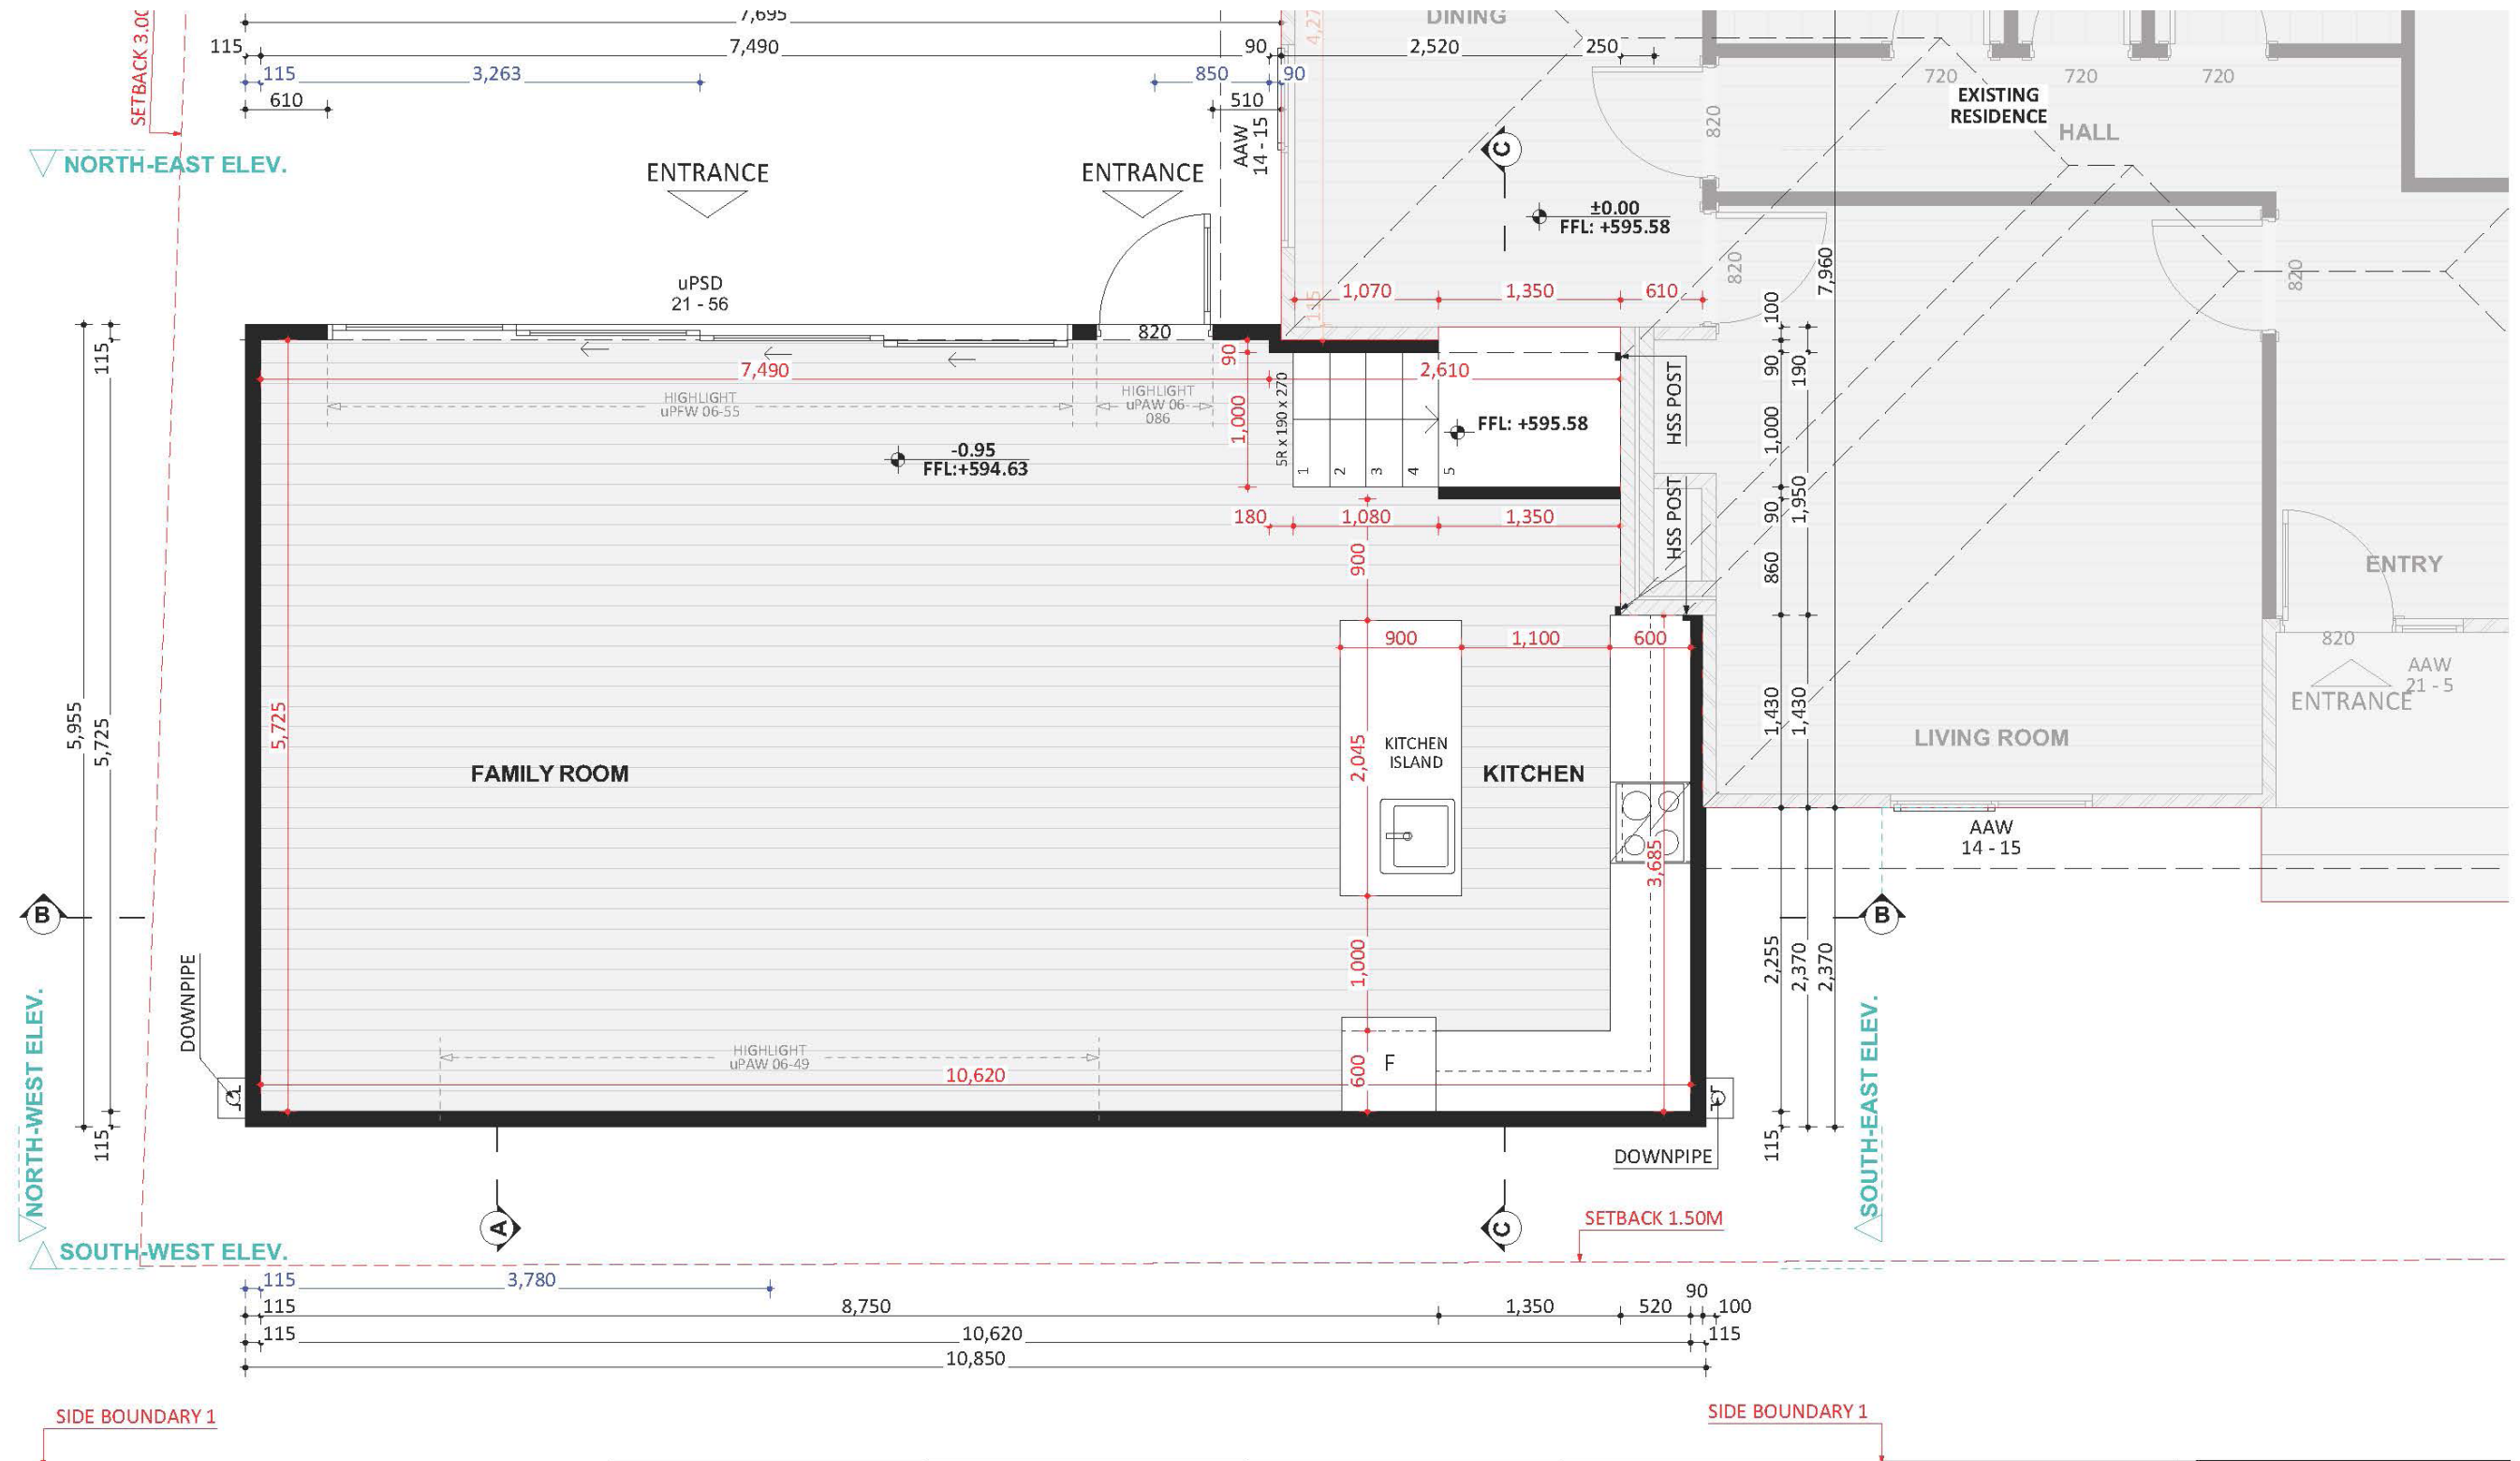 7,695
DINING
SETBACK 3.00
4,27
115
7,490
90
2,520
250
115
3,263
850
90
610
510
720
720
720
EXISTING
RESIDENCE
HALL
820
AAW
14 - 15
C
NORTH-EAST ELEV.
ENTRANCE
ENTRANCE
±0.00
FFL: +595.58
820
7,960
820
uPSD
21 - 56
1,070
1,350
610
100
115
820
115
90
7,490
2,610
90
190
HIGHLIGHT
uPFW 06-55
HIGHLIGHT
uPAW 06
086
1,000
5R x 190 x 270
FFL: +595.58
HSS POST
1,000
-0.95
FFL:+594.63
1
2
3
4
5
180
1,080
1,350
HSS POST
90
1,950
900
860
ENTRY
900
1,100
600
820
AAW
21 - 5
ENTRANCE
5,955
5,725
5,725
2,045
KITCHEN
ISLAND
1,430
1,430
LIVING ROOM
FAMILY ROOM
KITCHEN
3,685
AAW
14 - 15
B
B
DOWNPIPE
1,000
2,255
2,370
2,370
NORTH-WEST ELEV.
SOUTH-EAST ELEV.
HIGHLIGHT
uPAW 06-49
F
600
10,620
115
115
DOWNPIPE
A
C
SETBACK 1.50M
SOUTH-WEST ELEV.
115
3,780
90
115
8,750
1,350
520
100
115
10,620
115
10,850
SIDE BOUNDARY 1
SIDE BOUNDARY 1